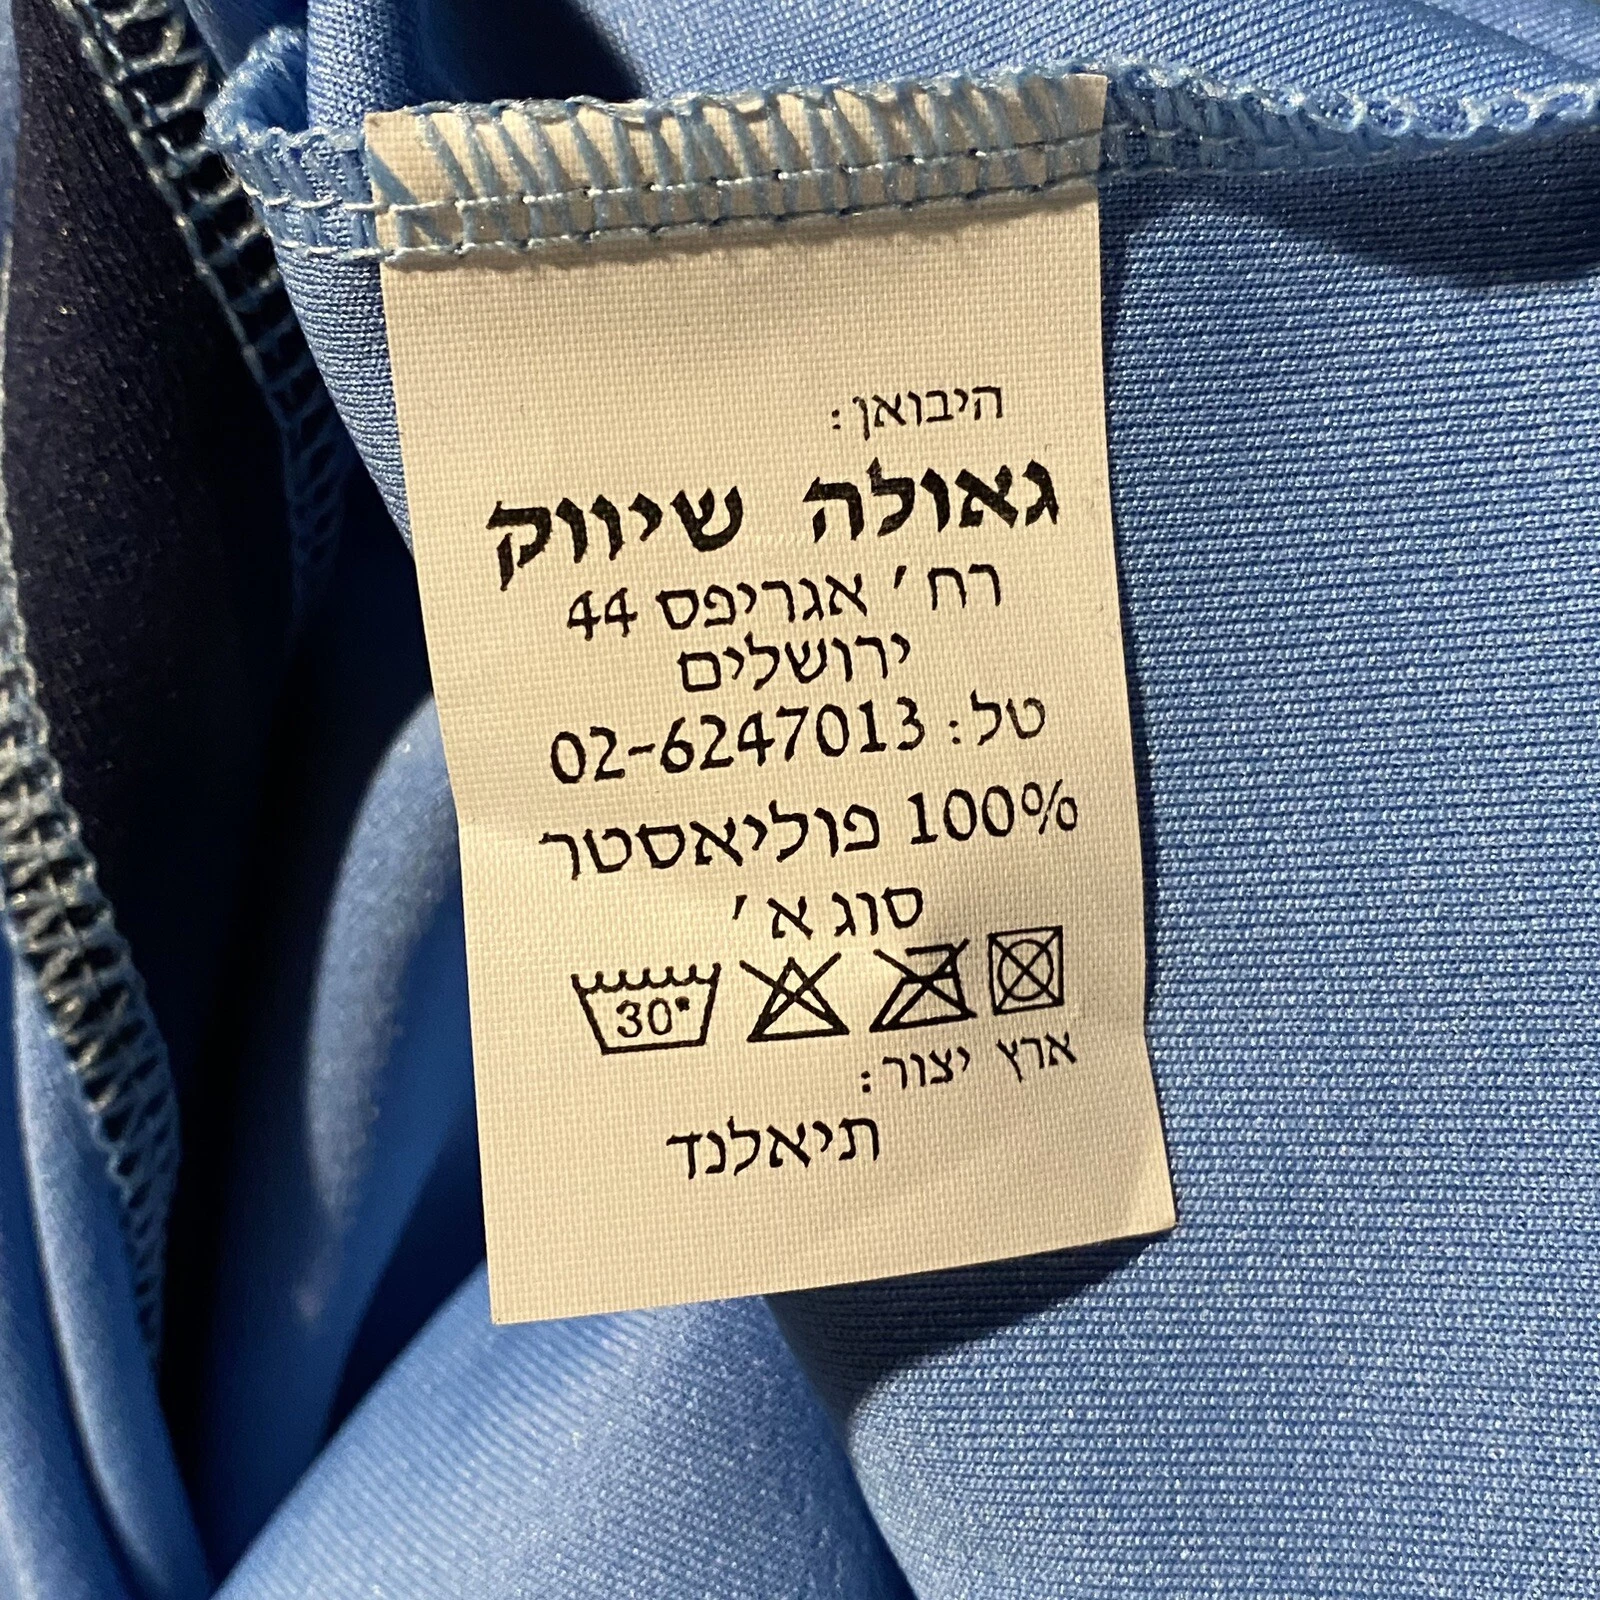 היבואן:
גאולה שיווק
רח' אגריפס 44
ירושלים
טל: 02-6247013
100% פוליאסטר
סוג א'
30°
ארץ יצור:
תיאלנד